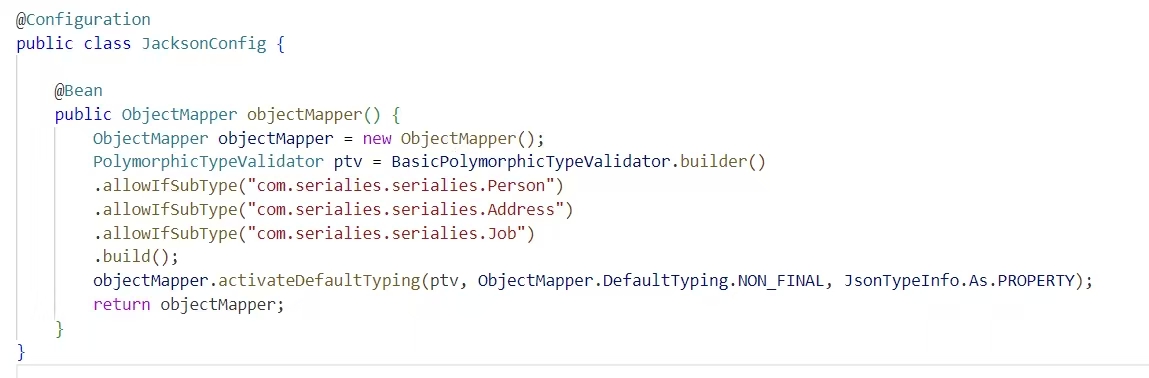 @Configuration
public class JacksonConfig {
@Bean
public ObjectMapper objectMapper() {
ObjectMapper objectMapper = new ObjectMapper();
PolymorphicTypeValidator ptv = BasicPolymorphicTypeValidator.builder()
.allowIfSubType("com.serialies.serialies.Person")
.allowIfSubType("com.serialies.serialies.Address")
.allowIfSubType("com.serialies.serialies.Job")
.build();
objectMapper.activateDefaultTyping(ptv, ObjectMapper.DefaultTyping.NON_FINAL, JsonTypeInfo.As.PROPERTY);
return objectMapper;
}
}